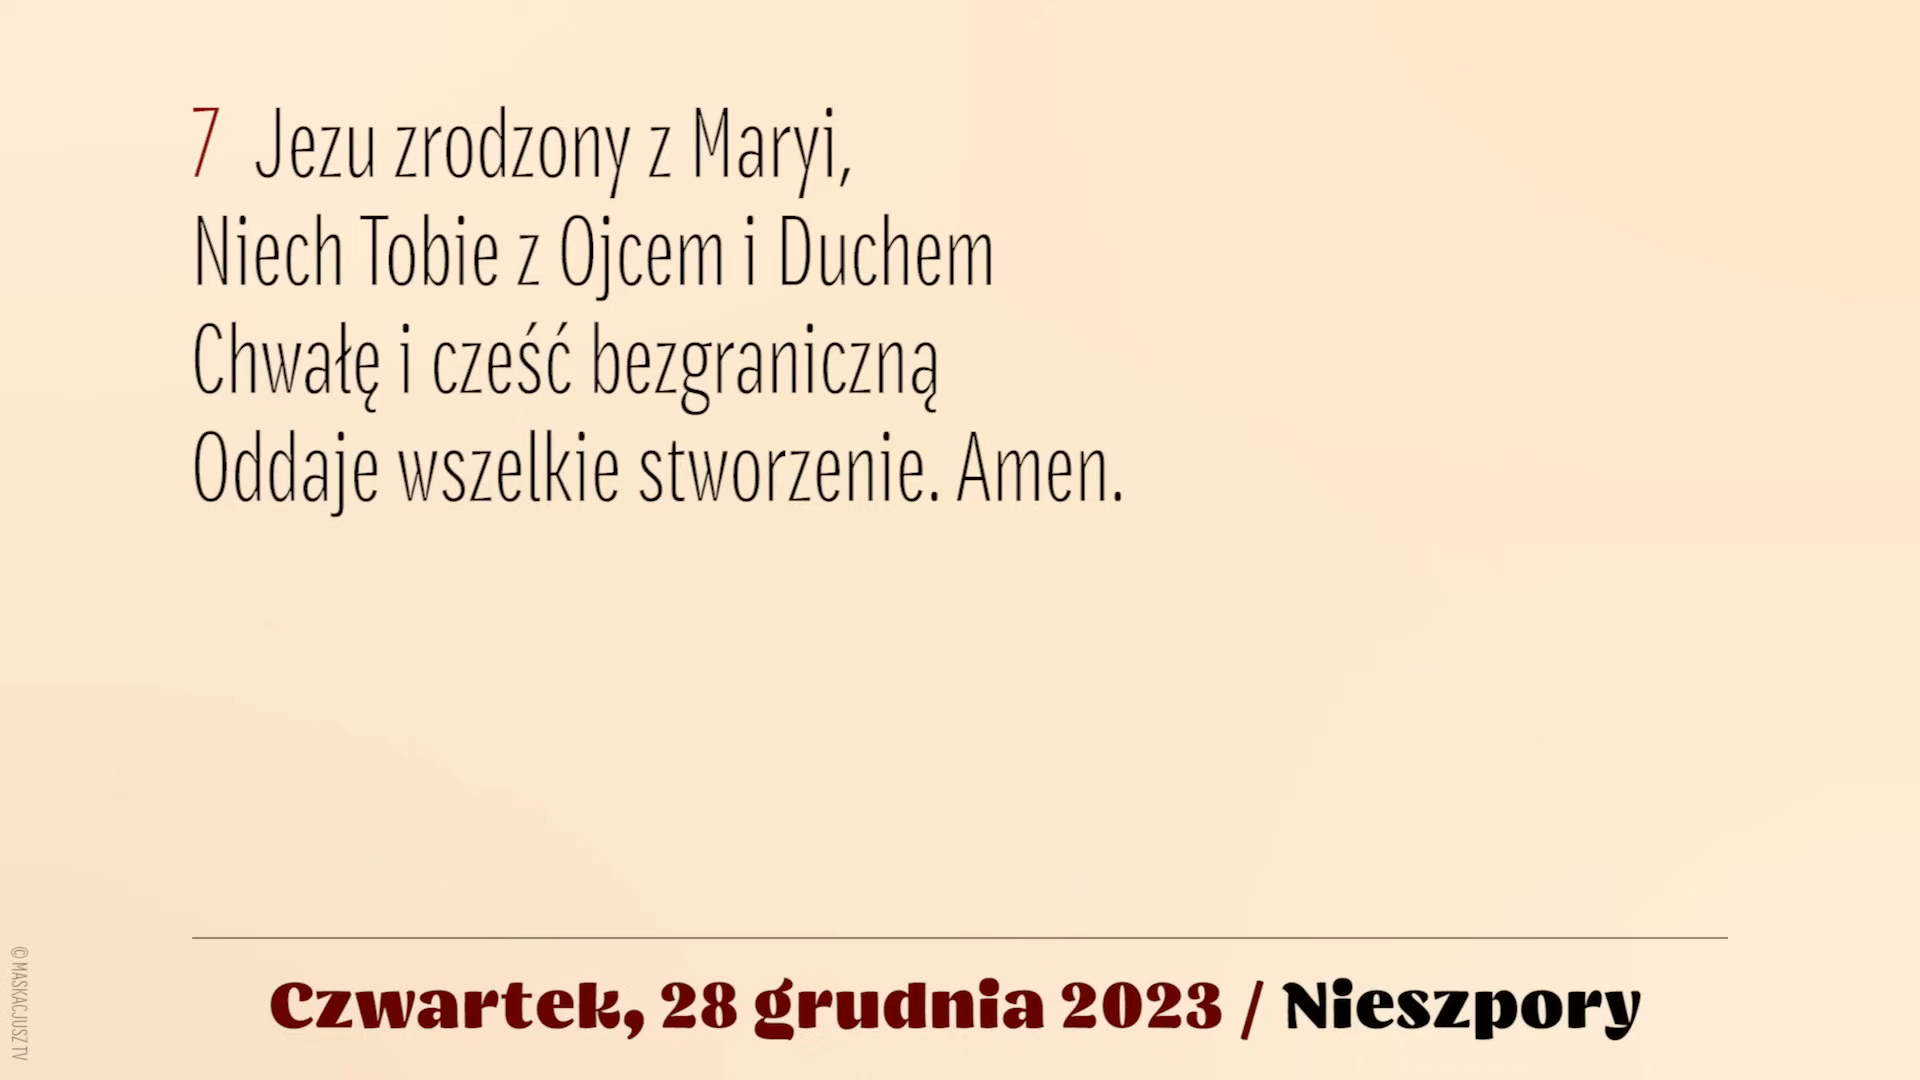 7 Jezu zrodzony z Maryi,
Niech Tobie z Ojcem i Duchem
Chwałę i cześć bezgraniczną
Oddaje wszelkie stworzenie. Amen.
Czwartek, 28 grudnia 2023 / Nieszpory
© MASKACJUSZ TV